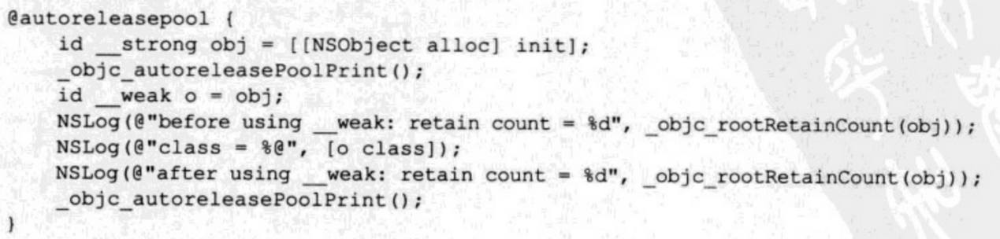 @autoreleasepool {
    id __strong obj = [[NSObject alloc] init];
    _objc_autoreleasePoolPrint();
    id __weak o = obj;
    NSLog(@"before using __weak: retain count = %d", _objc_rootRetainCount(obj));
    NSLog(@"class = %@", [o class]);
    NSLog(@"after using __weak: retain count = %d", _objc_rootRetainCount(obj));
    _objc_autoreleasePoolPrint();
}